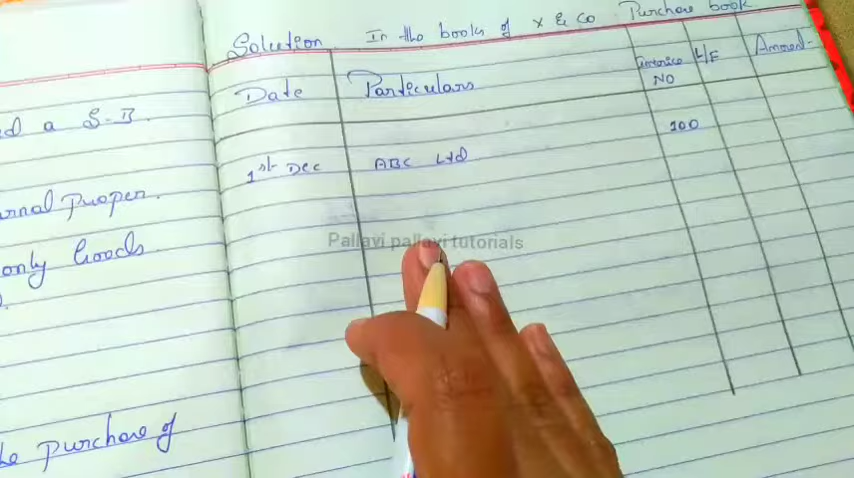 d a S.B.
rnal Proper.
only Goods
he purchase of
Solution In the books of X & Co Purchase book
Date Particulars Invoice NO L/F Amount
1st Dec ABC Ltd 100
Pallavi pallavi tutorials